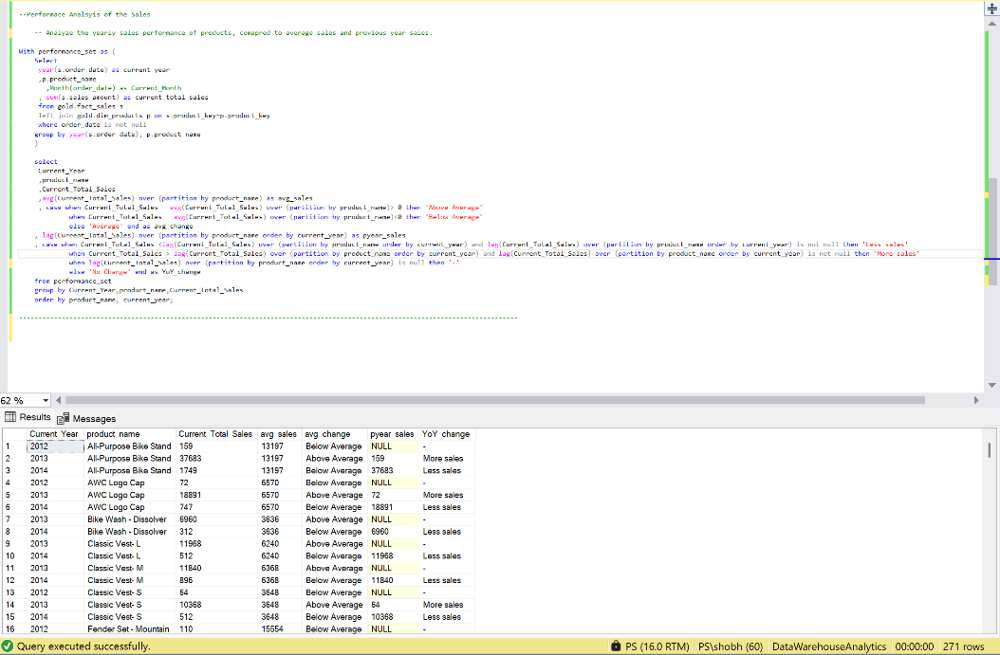 --Performace Analsyis of the Sales
-- Analyze the yearly sales performance of products, comapred to average sales and previous year sales.
With performance_set as (
Select
year(s.order_date) as current_year
,p.product_name
,Month(order_date) as Current_Month
, sum(s.sales_amount) as current_total_sales
from gold.fact_sales s
left join gold.dim_products p on s.product_key=p.product_key
where order_date is not null
group by year(s.order_date), p.product_name
)
select
Current_Year
,product_name
,Current_Total_Sales
,avg(Current_Total_Sales) over (partition by product_name) as avg_sales
, case when Current_Total_Sales - avg(Current_Total_Sales) over (partition by product_name)> 0 then 'Above Average'
when Current_Total_Sales - avg(Current_Total_Sales) over (partition by product_name)<0 then 'Below Average'
else 'Average' end as avg_change
, lag(Current_Total_Sales) over (partition by product_name order by current_year) as pyear_sales
, case when Current_Total_Sales <lag(Current_Total_Sales) over (partition by product_name order by current_year) and lag(Current_Total_Sales) over (partition by product_name order by current_year) is not null then 'Less sales'
when Current_Total_Sales > lag(Current_Total_Sales) over (partition by product_name order by current_year) and lag(Current_Total_Sales) over (partition by product_name order by current_year) is not null then 'More sales'
when lag(Current_Total_Sales) over (partition by product_name order by current_year) is null then '-'
else 'No Change' end as YoY_change
from performance_set
group by Current_Year,product_name,Current_Total_Sales
order by product_name, current_year;
--------------------------------------------------------------------------------------------------------------------------
62 %
Results Messages
Current_Year product_name Current_Total_Sales avg_sales avg_change pyear_sales YoY_change
1 2012 All-Purpose Bike Stand 159 13197 Below Average NULL -
2 2013 All-Purpose Bike Stand 37683 13197 Above Average 159 More sales
3 2014 All-Purpose Bike Stand 1749 13197 Below Average 37683 Less sales
4 2012 AWC Logo Cap 72 6570 Below Average NULL -
5 2013 AWC Logo Cap 18891 6570 Above Average 72 More sales
6 2014 AWC Logo Cap 747 6570 Below Average 18891 Less sales
7 2013 Bike Wash - Dissolver 6960 3636 Above Average NULL -
8 2014 Bike Wash - Dissolver 312 3636 Below Average 6960 Less sales
9 2013 Classic Vest- L 11968 6240 Above Average NULL -
10 2014 Classic Vest- L 512 6240 Below Average 11968 Less sales
11 2013 Classic Vest- M 11840 6368 Above Average NULL -
12 2014 Classic Vest- M 896 6368 Below Average 11840 Less sales
13 2012 Classic Vest- S 64 3648 Below Average NULL -
14 2013 Classic Vest- S 10368 3648 Above Average 64 More sales
15 2014 Classic Vest- S 512 3648 Below Average 10368 Less sales
16 2012 Fender Set - Mountain 110 15554 Below Average NULL -
Query executed successfully. PS (16.0 RTM) PS\shobh (60) DataWarehouseAnalytics 00:00:00 271 rows